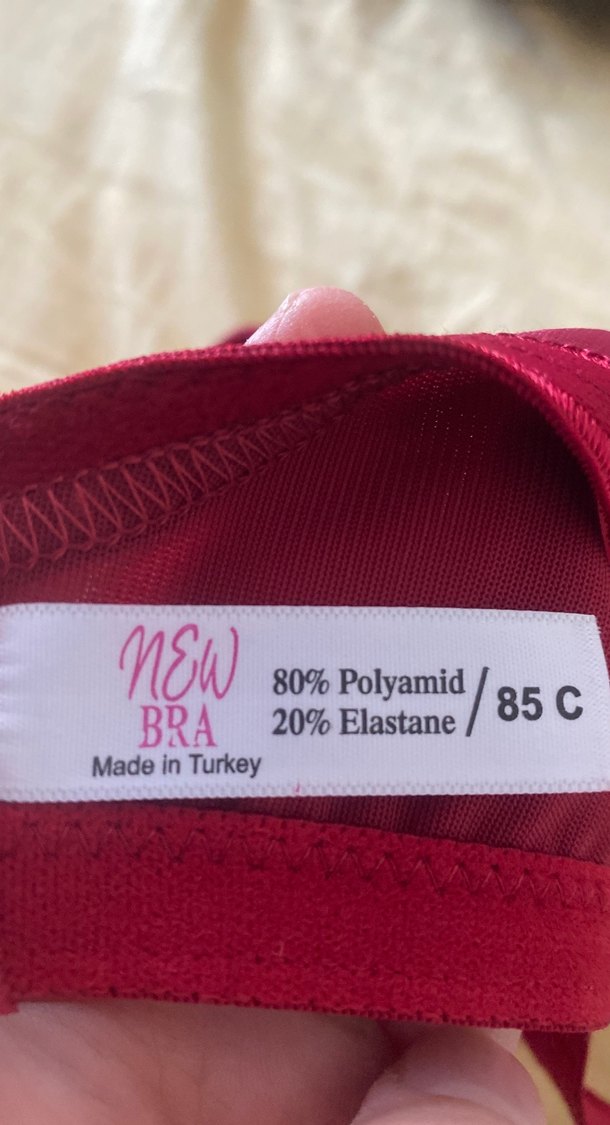 NEW
BRA
Made in Turkey
80% Polyamid
20% Elastane
/ 85 C